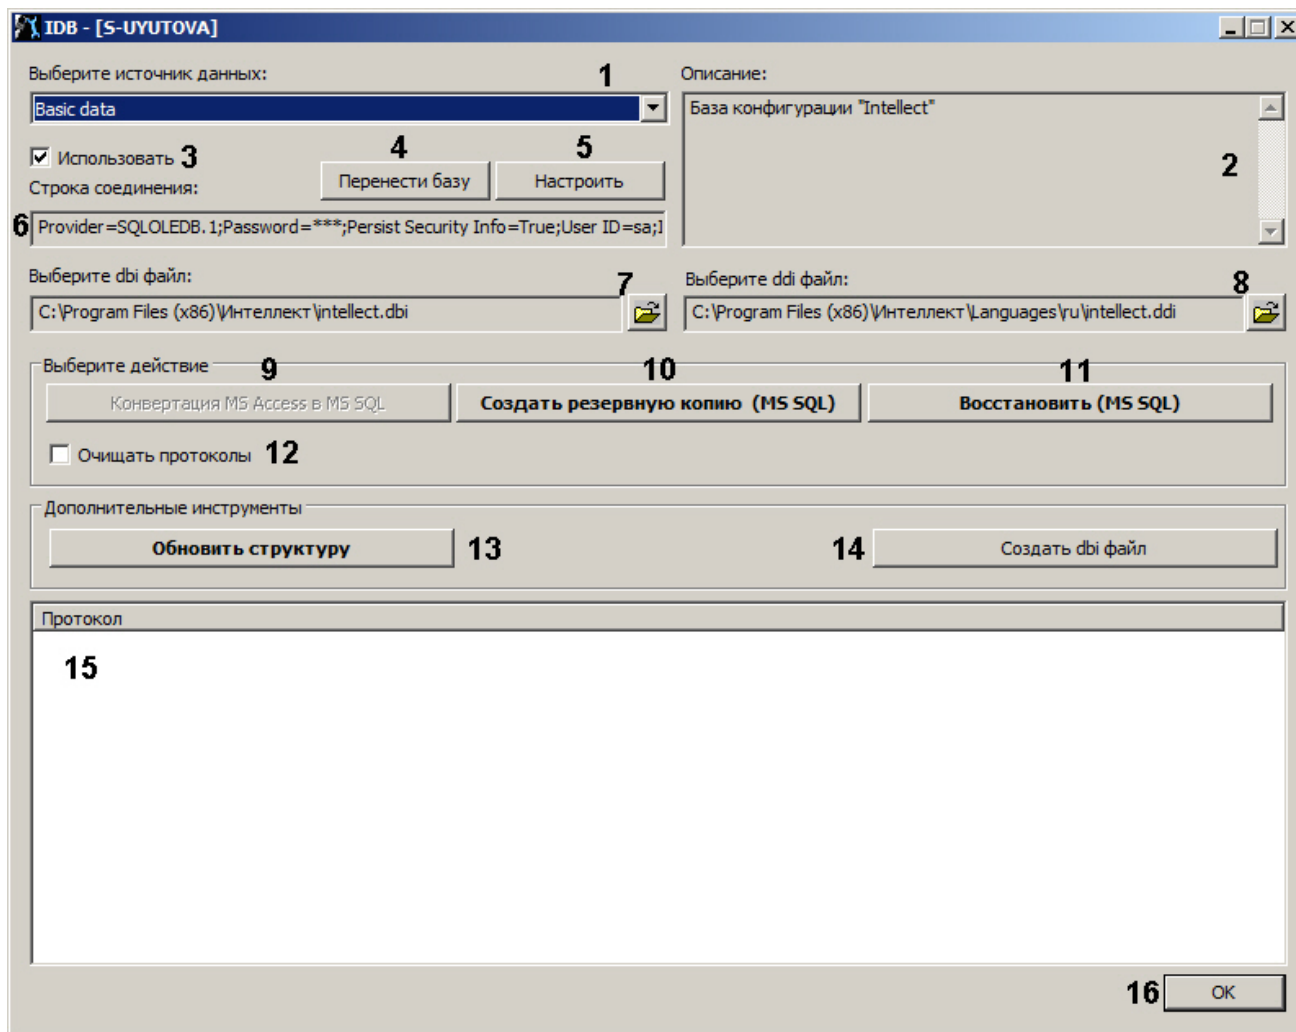 IDB - [S-UYUTOVA]
Выберите источник данных:
1
Описание:
Basic data
База конфигурации "Intellect"
2
Использовать 3
4
5
Строка соединения:
Перенести базу
Настроить
6
Provider=SQLOLEDB.1;Password=***;Persist Security Info=True;User ID=sa;I
Выберите dbi файл:
7
Выберите ddi файл:
8
C:\Program Files (x86)\Интеллект\intellect.dbi
C:\Program Files (x86)\Интеллект\Languages\ru\intellect.ddi
Выберите действие
9
10
11
Конвертация MS Access в MS SQL
Создать резервную копию (MS SQL)
Восстановить (MS SQL)
Очищать протоколы 12
Дополнительные инструменты
Обновить структуру 13
14 Создать dbi файл
Протокол
15
16 OK